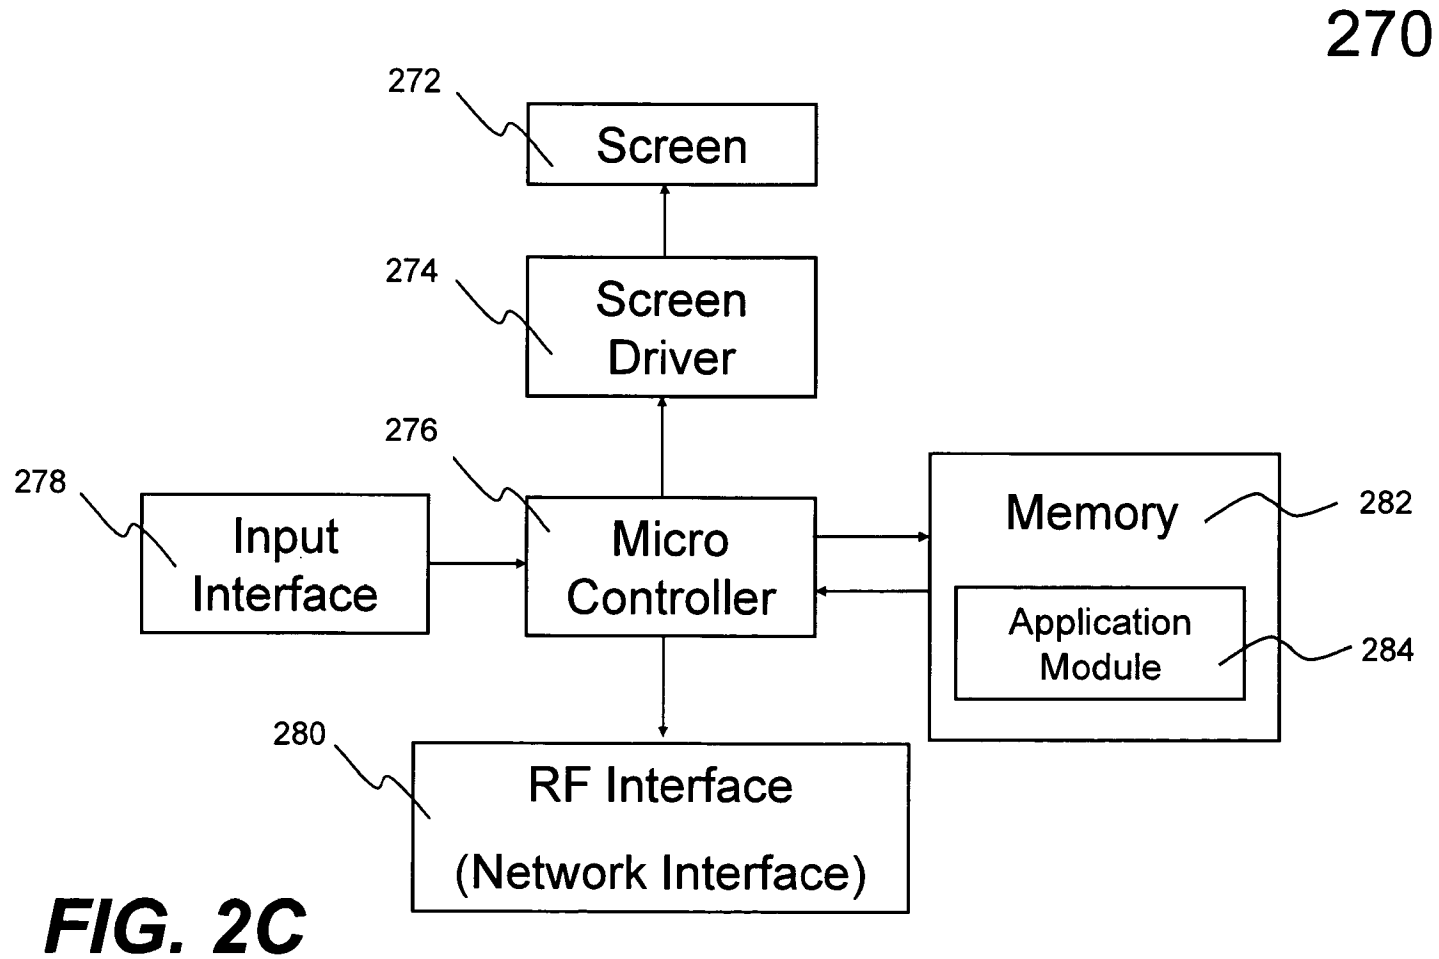 270
272
Screen
274
Screen
Driver
276
278
Input
Interface
Micro
Controller
Memory
282
Application
Module
284
280
RF Interface
(Network Interface)
FIG. 2C